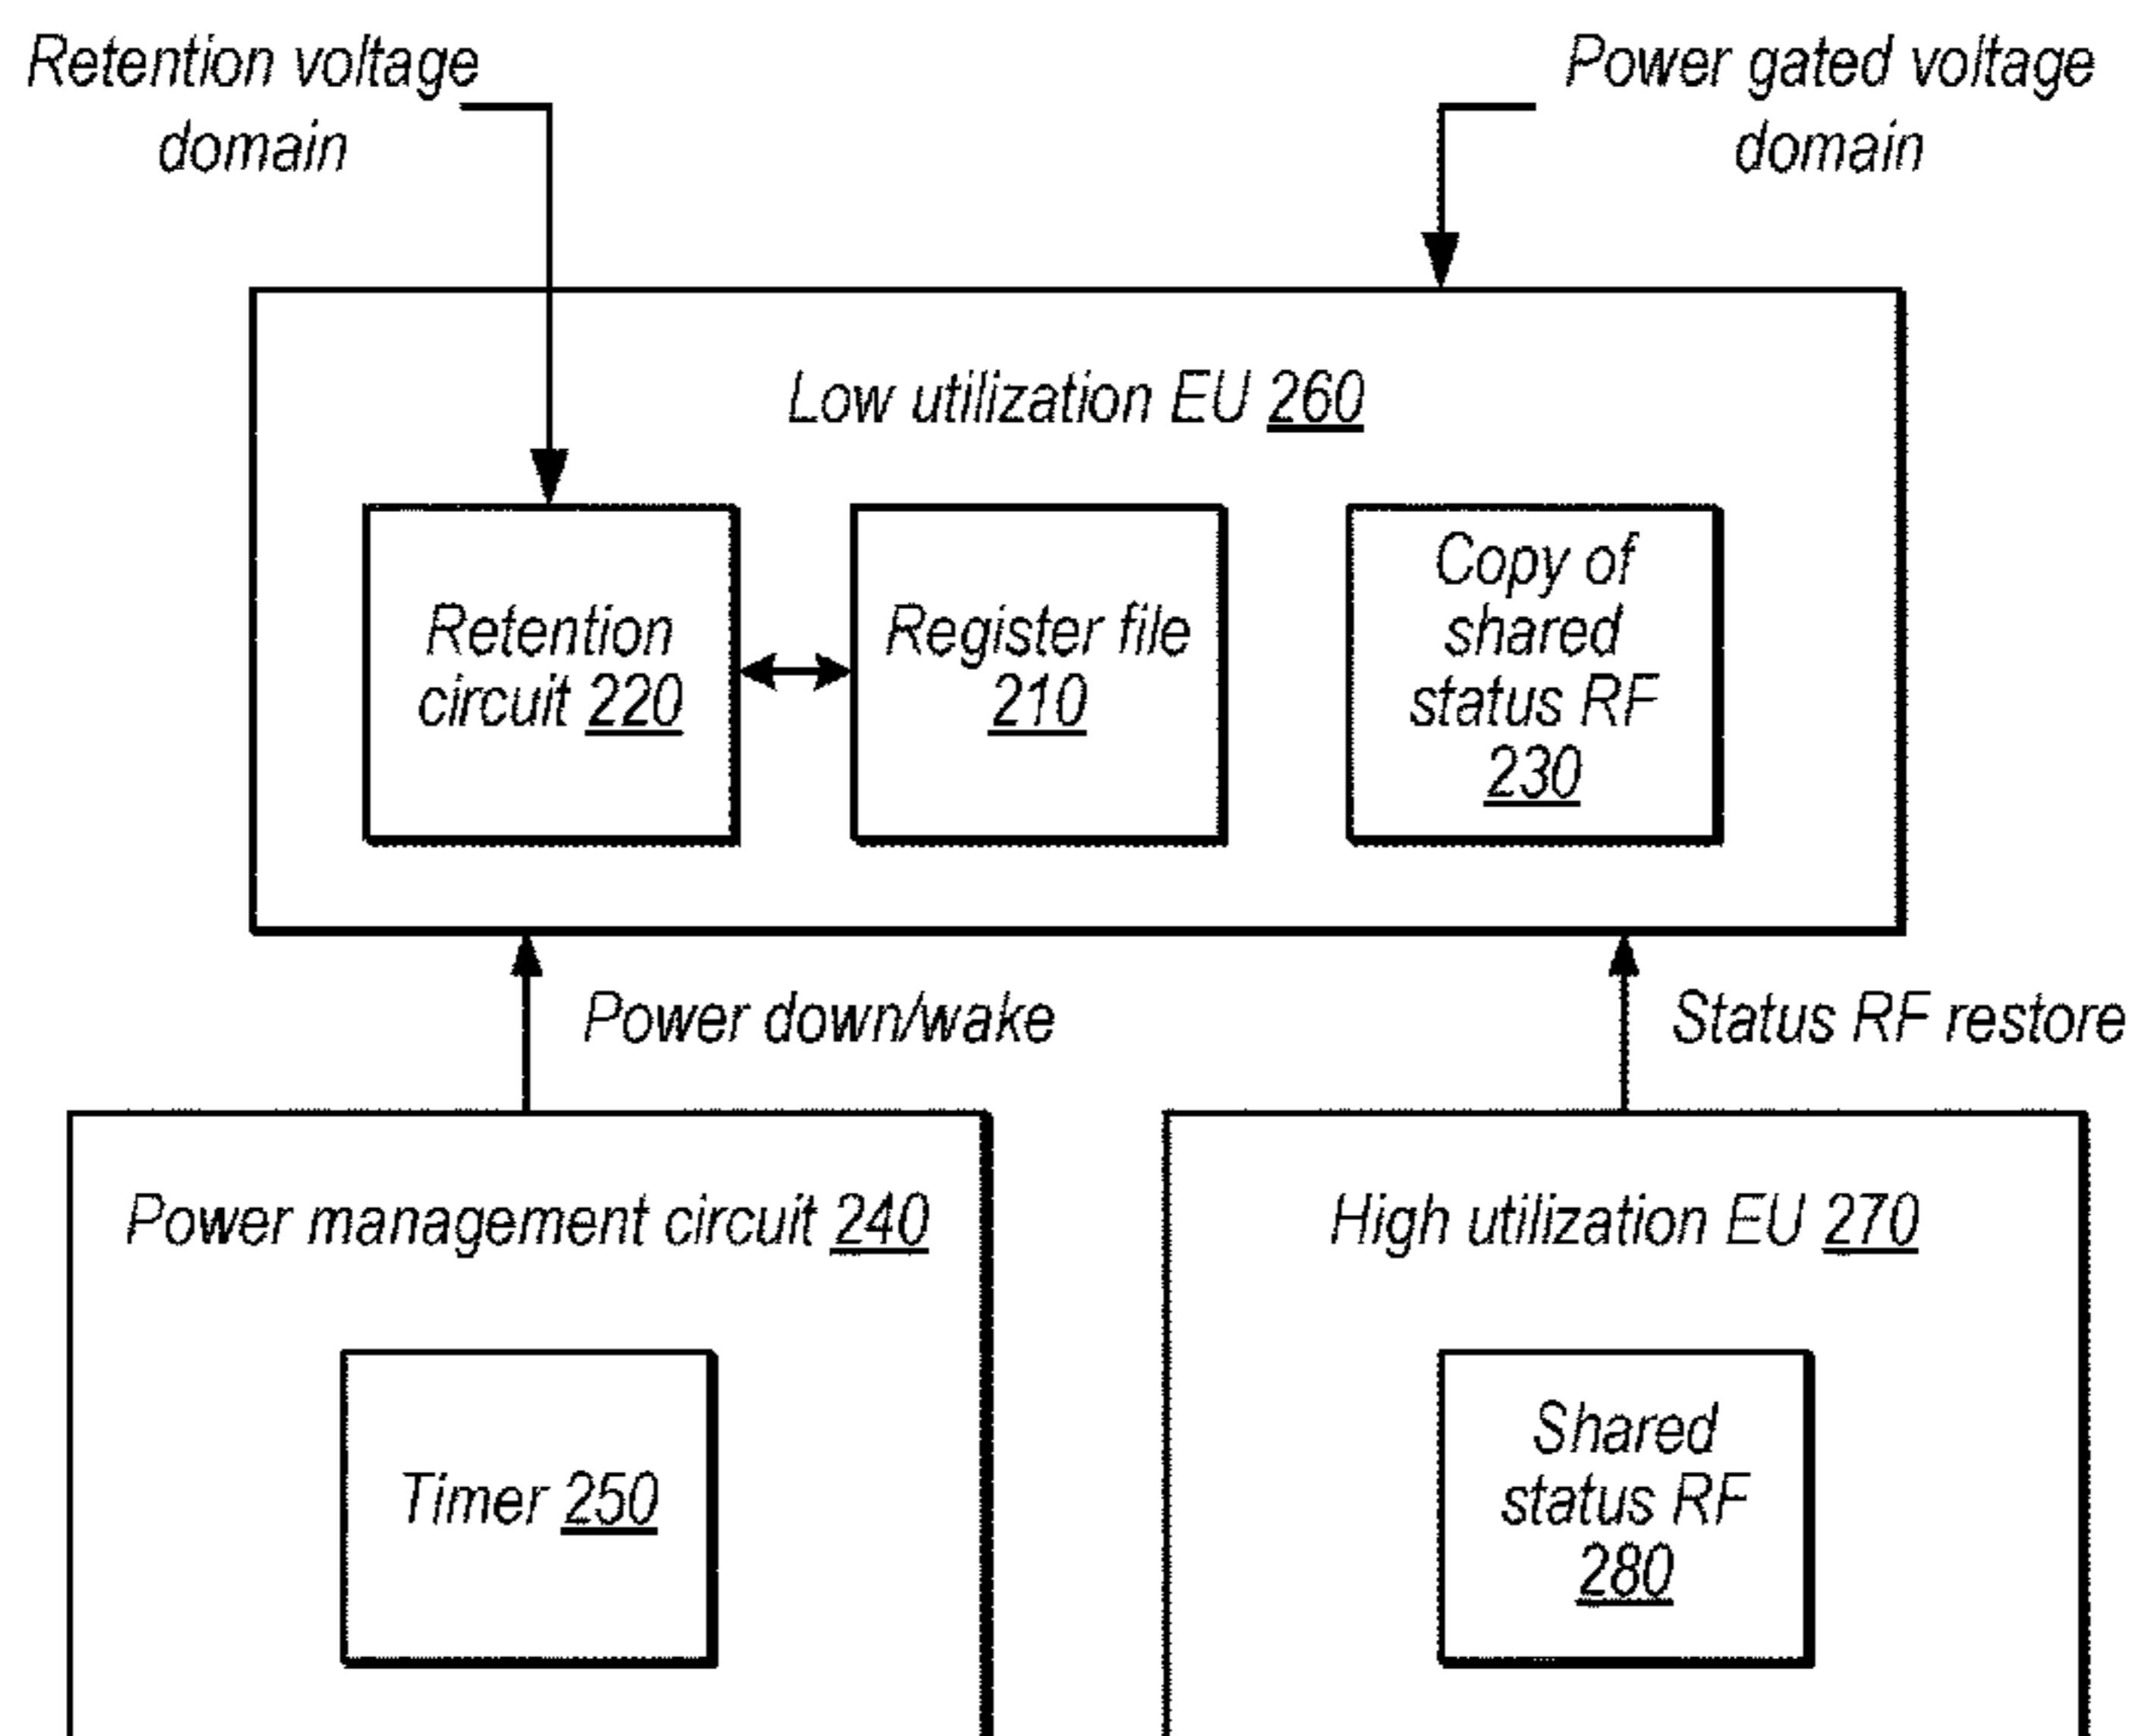 Retention voltage
domain
Power gated voltage
domain
Low utilization EU 260
Retention
circuit 220
Register file
210
Copy of
shared
status RF
230
Power down/wake
Status RF restore
Power management circuit 240
High utilization EU 270
Timer 250
Shared
status RF
280